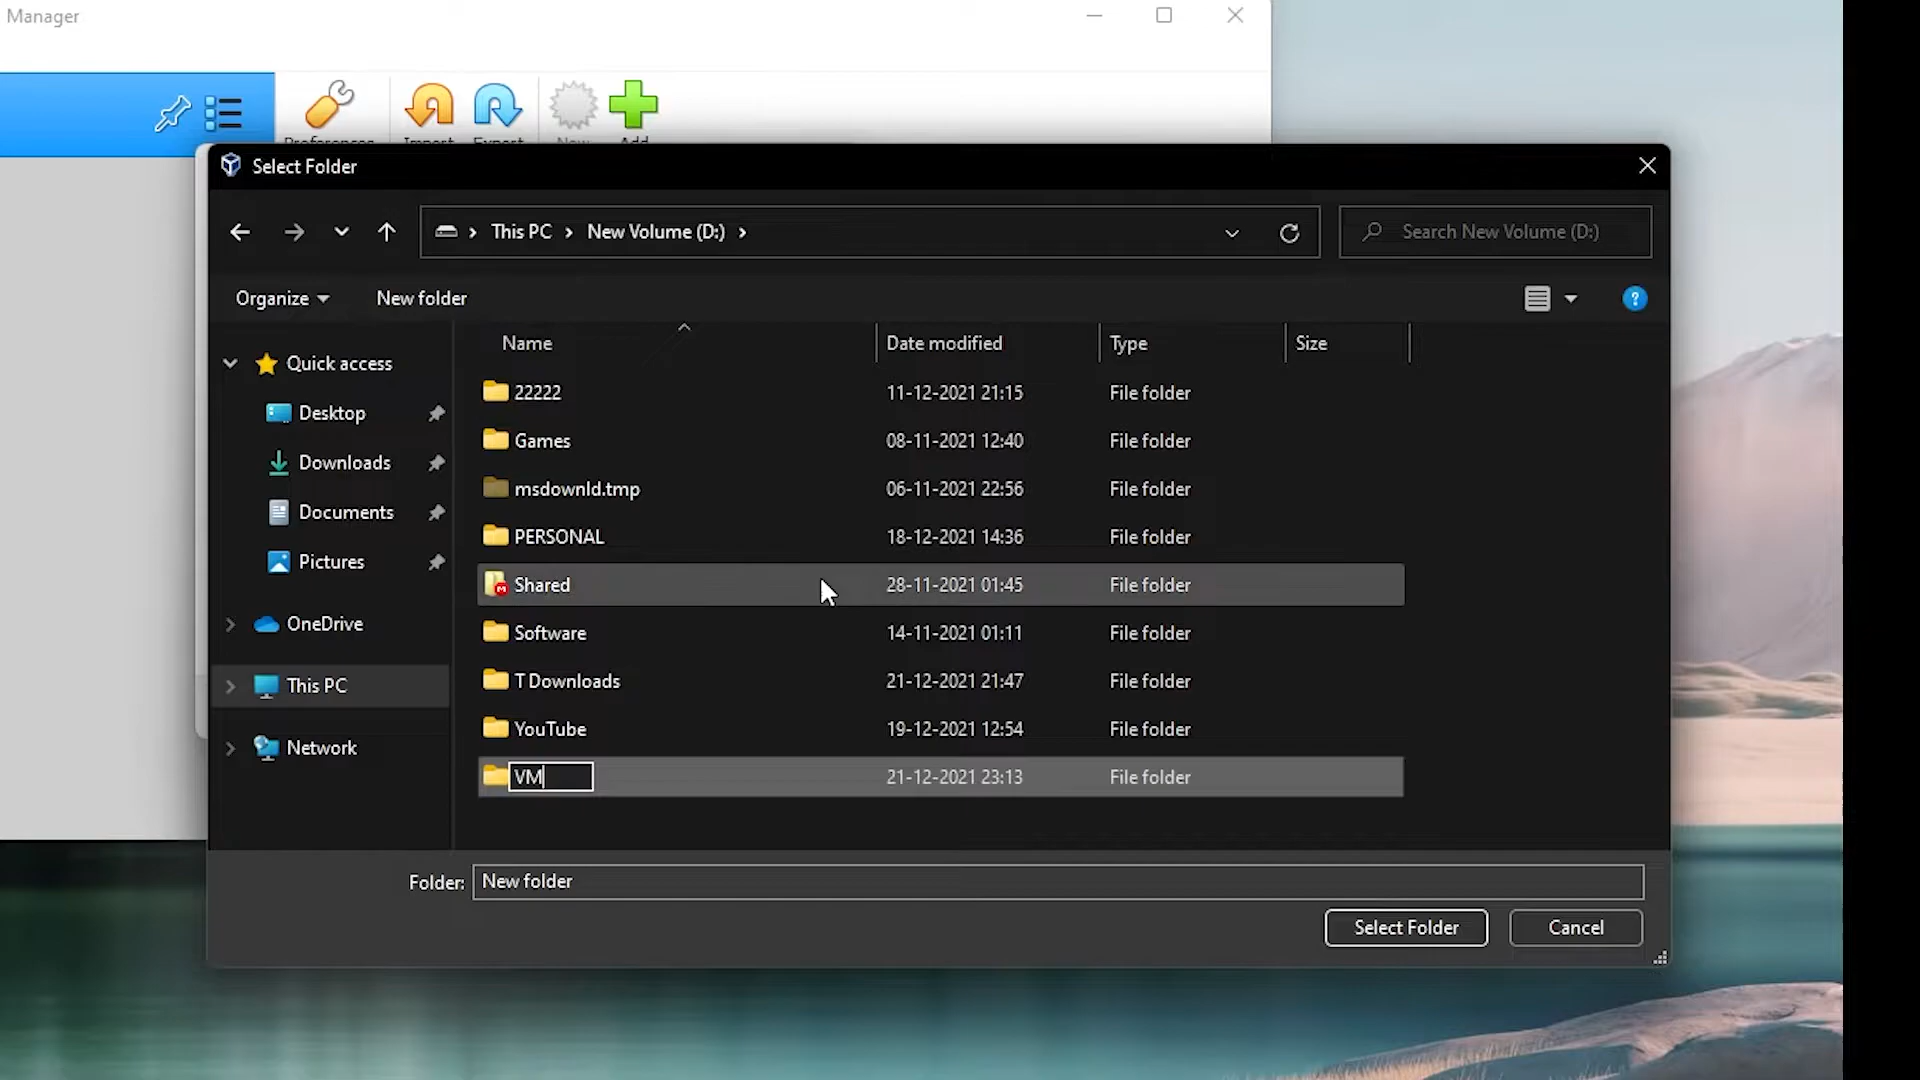 Manager
Preferences Import Export New Add
Select Folder
This PC New Volume (D:) Search New Volume (D:)
Organize New folder
Name Date modified Type Size
Quick access
Desktop
Downloads
Documents
Pictures
OneDrive
This PC
Network
22222 11-12-2021 21:15 File folder
Games 08-11-2021 12:40 File folder
msdownld.tmp 06-11-2021 22:56 File folder
PERSONAL 18-12-2021 14:36 File folder
Shared 28-11-2021 01:45 File folder
Software 14-11-2021 01:11 File folder
T Downloads 21-12-2021 21:47 File folder
YouTube 19-12-2021 12:54 File folder
VM 21-12-2021 23:13 File folder
Folder: New folder
Select Folder Cancel